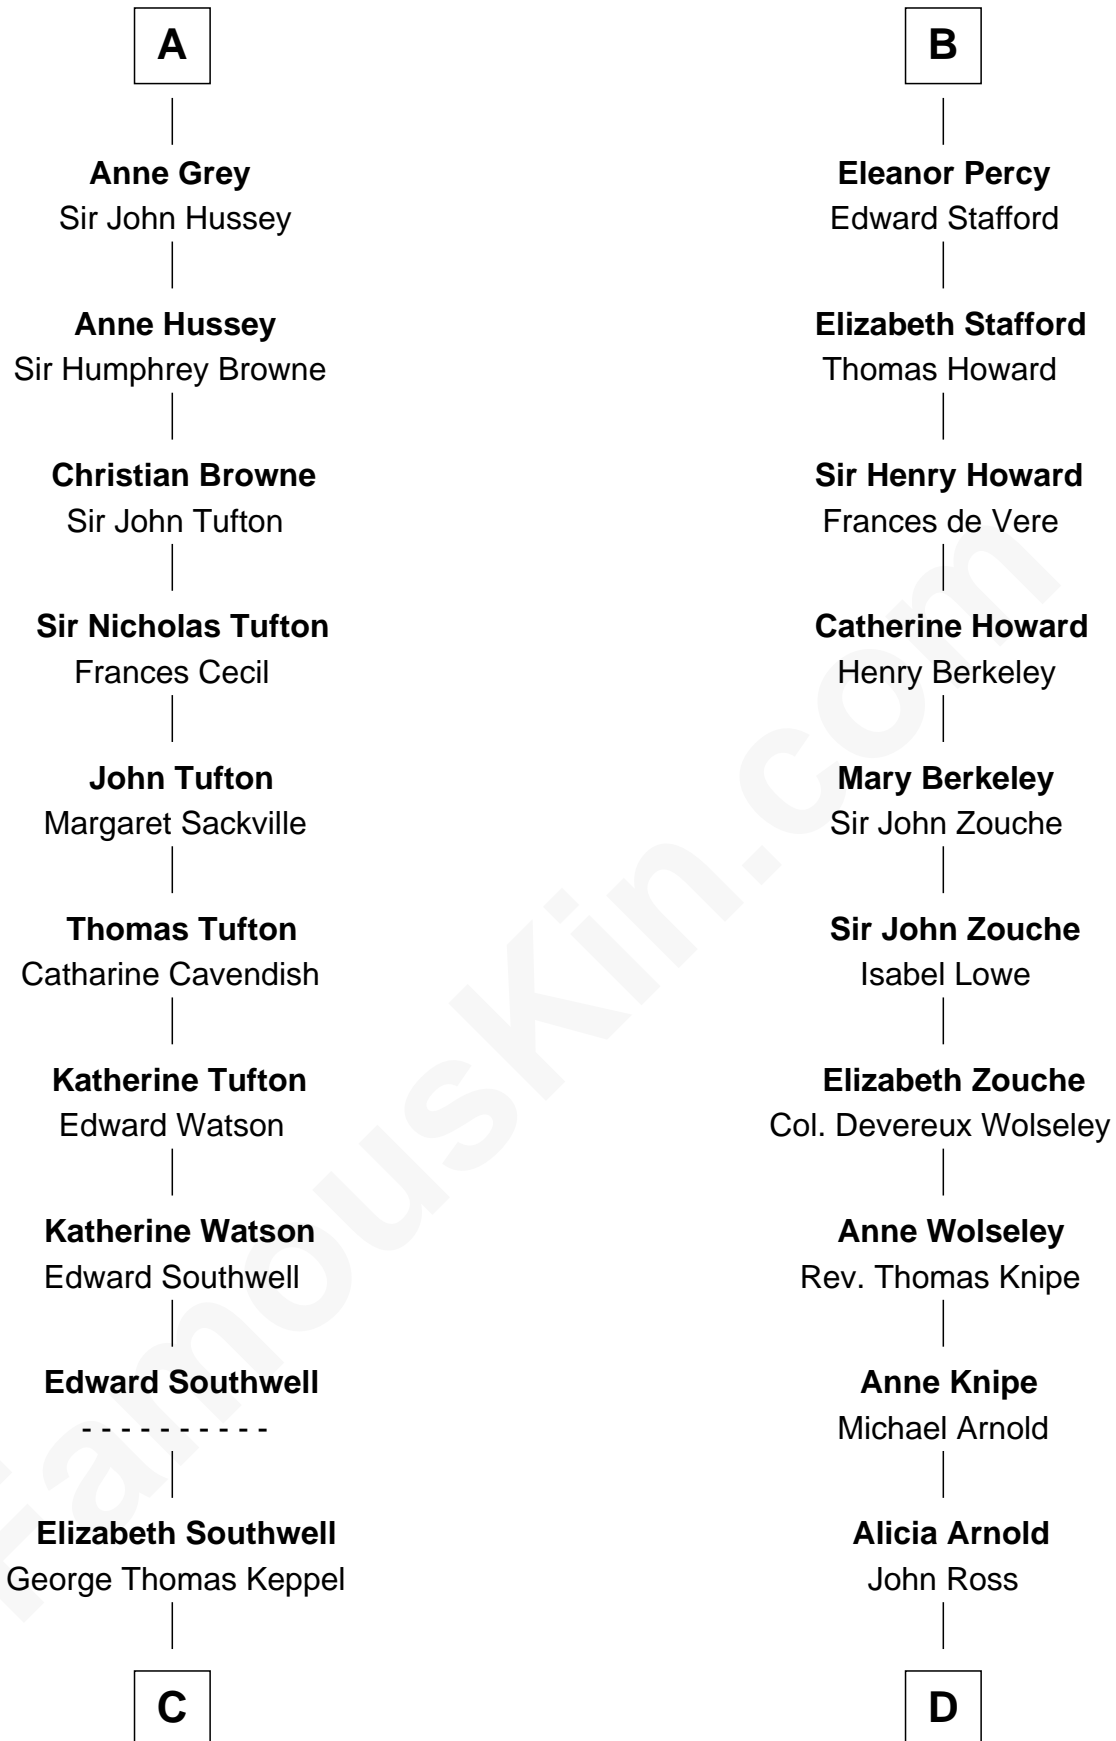 A
Anne Grey
Sir John Hussey
Anne Hussey
Sir Humphrey Browne
Christian Browne
Sir John Tufton
Sir Nicholas Tufton
Frances Cecil
John Tufton
Margaret Sackville
Thomas Tufton
Catharine Cavendish
Katherine Tufton
Edward Watson
Katherine Watson
Edward Southwell
Edward Southwell
- - - - - - - - - -
Elizabeth Southwell
George Thomas Keppel
C
B
Eleanor Percy
Edward Stafford
Elizabeth Stafford
Thomas Howard
Sir Henry Howard
Frances de Vere
Catherine Howard
Henry Berkeley
Mary Berkeley
Sir John Zouche
Sir John Zouche
Isabel Lowe
Elizabeth Zouche
Col. Devereux Wolseley
Anne Wolseley
Rev. Thomas Knipe
Anne Knipe
Michael Arnold
Alicia Arnold
John Ross
D
FamousKin.com